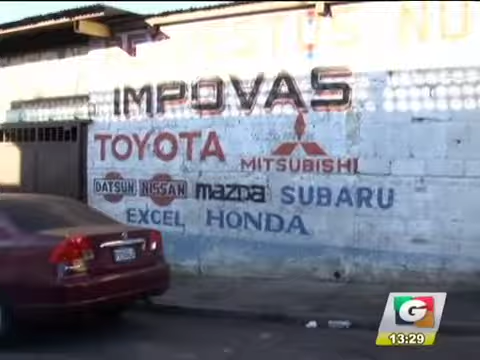 IMPOVAS
TOYOTA
MITSUBISHI
DATSUN NISSAN mazda SUBARU
EXCEL HONDA
G
13:29